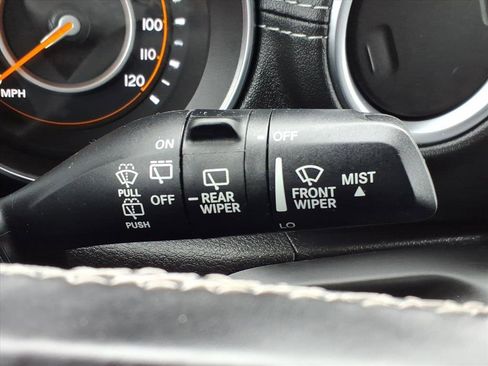 100
110
120
MPH
ON
OFF
PULL
OFF
REAR
WIPER
FRONT
WIPER
MIST
PUSH
LO